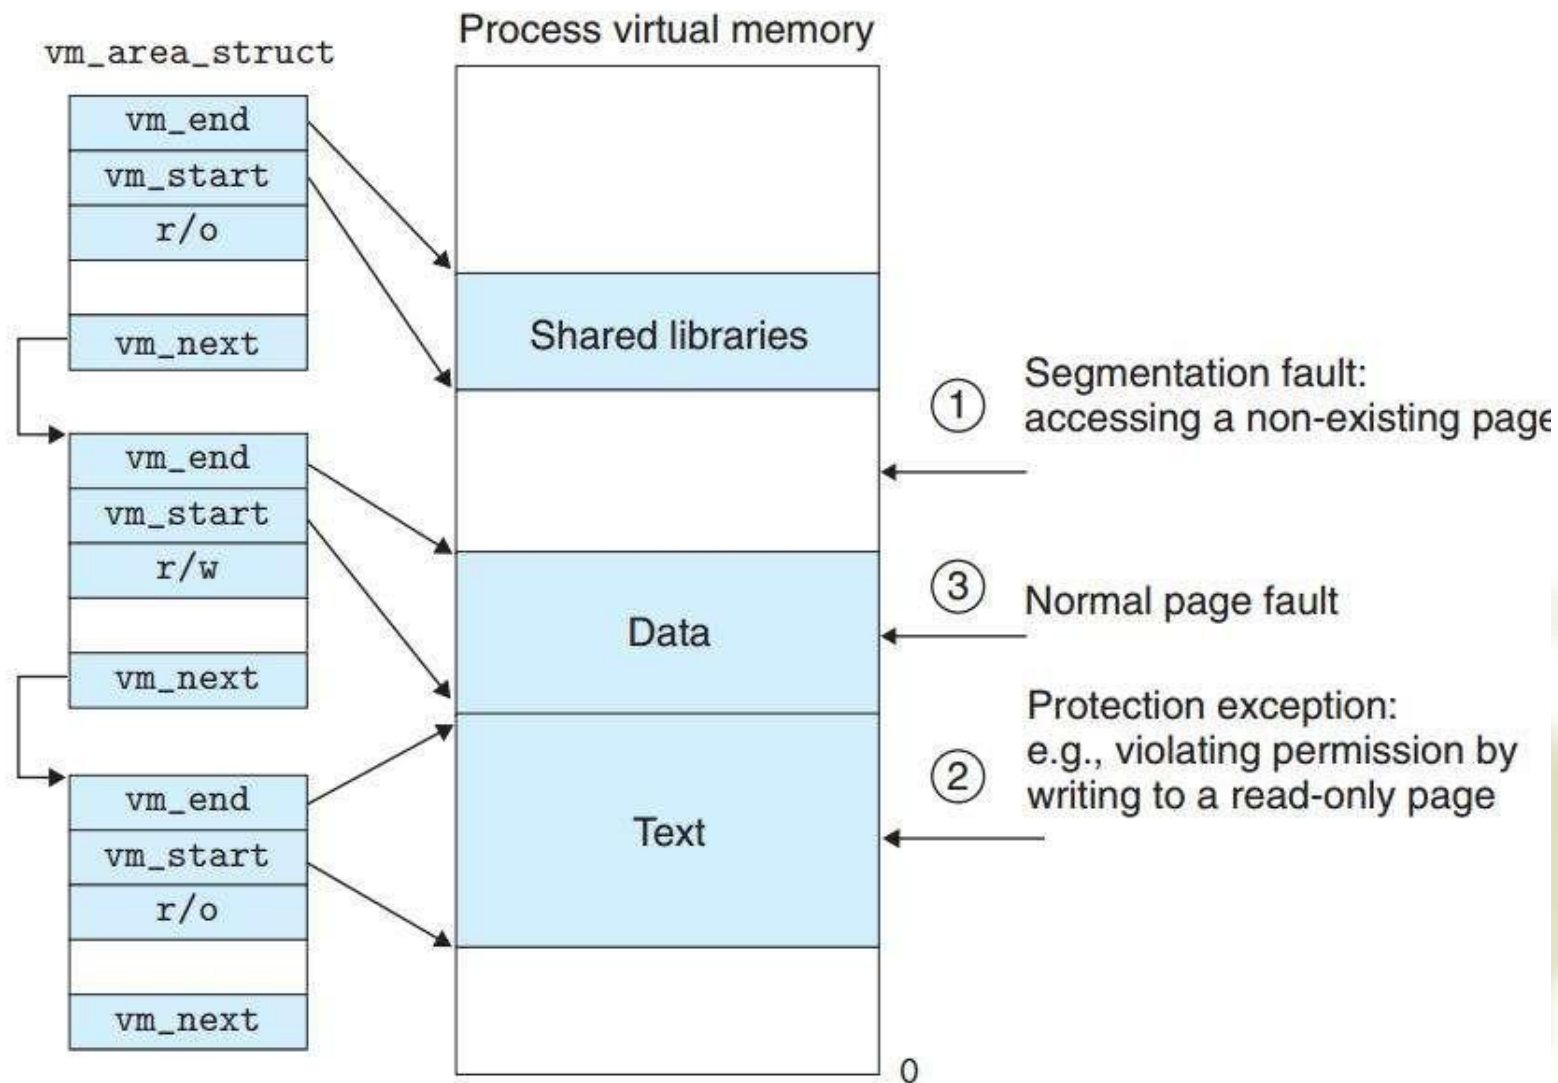 Process virtual memory
vm_area_struct
vm_end
vm_start
r/o
vm_next
vm_end
vm_start
r/w
vm_next
vm_end
vm_start
r/o
vm_next
Shared libraries
Data
Text
0
1
Segmentation fault:
accessing a non-existing page
3
Normal page fault
2
Protection exception:
e.g., violating permission by
writing to a read-only page